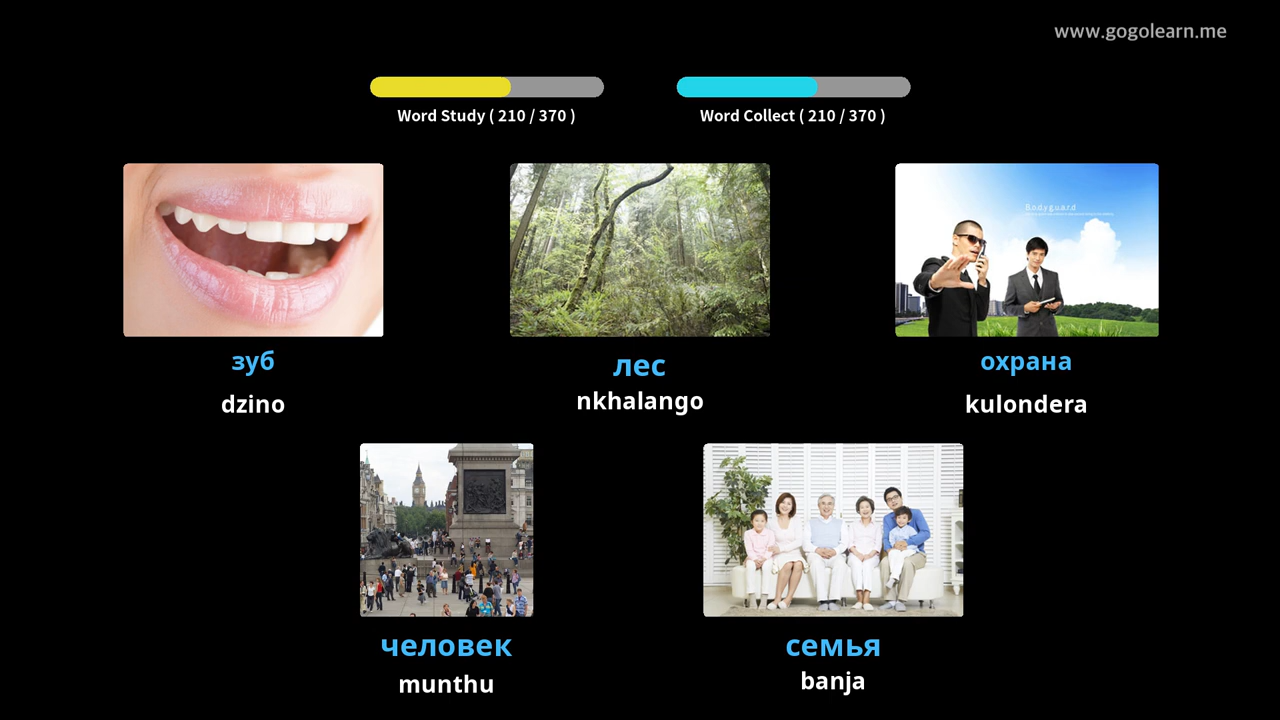 www.gogolearn.me
Word Study ( 210 / 370 )
Word Collect ( 210 / 370 )
Bodyguard
зуб
dzino
лес
nkhalango
охрана
kulondera
человек
munthu
семья
banja